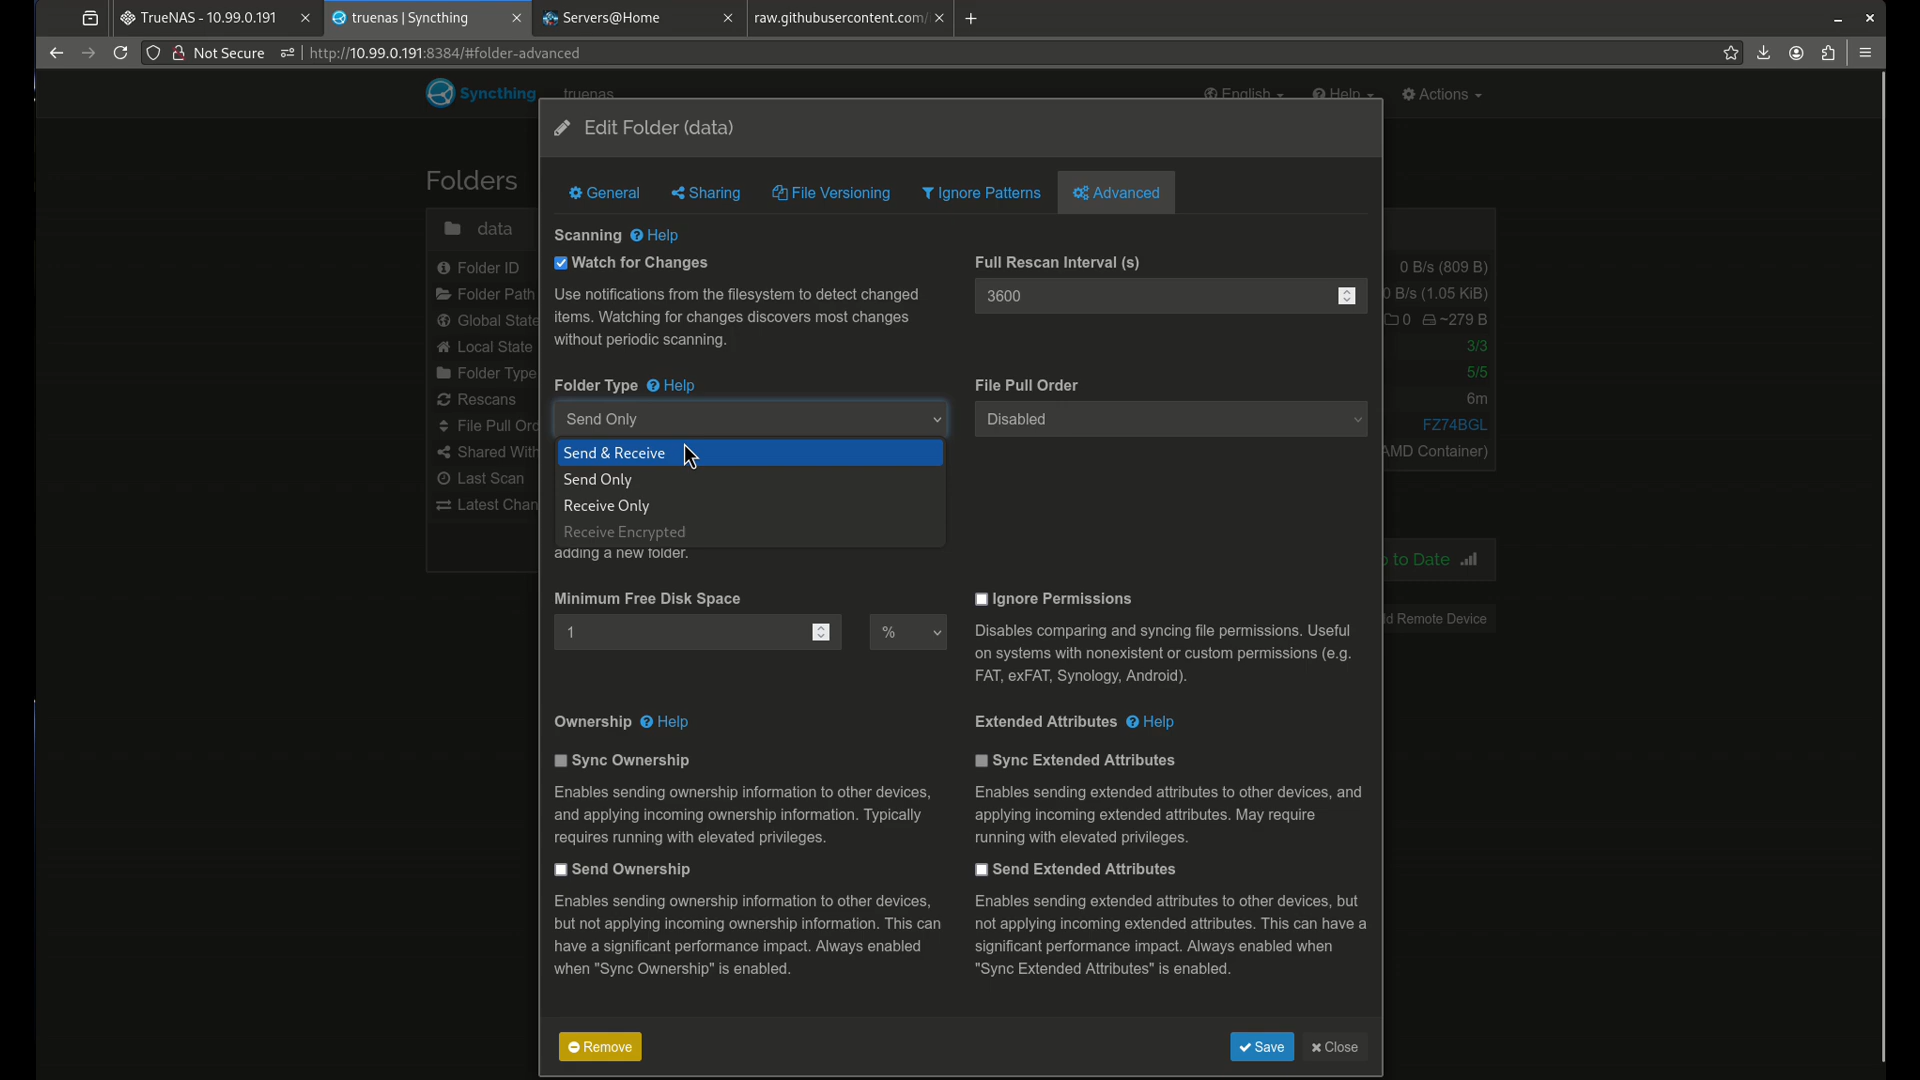 TrueNAS - 10.99.0.191
truenas | Syncthing
Servers@Home
raw.githubusercontent.com/
Not Secure
http://10.99.0.191:8384/#folder-advanced
Syncthing
truenas
English
Help
Actions
Edit Folder (data)
General
Sharing
File Versioning
Ignore Patterns
Advanced
Folders
data
Folder ID
Folder Path
Global State
Local State
Folder Type
Rescans
File Pull Ord
Shared With
Last Scan
Latest Chan
Scanning Help
Watch for Changes
Use notifications from the filesystem to detect changed
items. Watching for changes discovers most changes
without periodic scanning.
Full Rescan Interval (s)
3600
Folder Type Help
Send Only
Send & Receive
Send Only
Receive Only
Receive Encrypted
adding a new folder.
File Pull Order
Disabled
Minimum Free Disk Space
1
%
Ignore Permissions
Disables comparing and syncing file permissions. Useful
on systems with nonexistent or custom permissions (e.g.
FAT, exFAT, Synology, Android).
Ownership Help
Sync Ownership
Enables sending ownership information to other devices,
and applying incoming ownership information. Typically
requires running with elevated privileges.
Send Ownership
Enables sending ownership information to other devices,
but not applying incoming ownership information. This can
have a significant performance impact. Always enabled
when "Sync Ownership" is enabled.
Extended Attributes Help
Sync Extended Attributes
Enables sending extended attributes to other devices, and
applying incoming extended attributes. May require
running with elevated privileges.
Send Extended Attributes
Enables sending extended attributes to other devices, but
not applying incoming extended attributes. This can have a
significant performance impact. Always enabled when
"Sync Extended Attributes" is enabled.
Remove
Save
Close
0 B/s (809 B)
0 B/s (1.05 KiB)
0 ~279 B
3/3
5/5
6m
FZ74BGL
AMD Container)
to Date
Remote Device